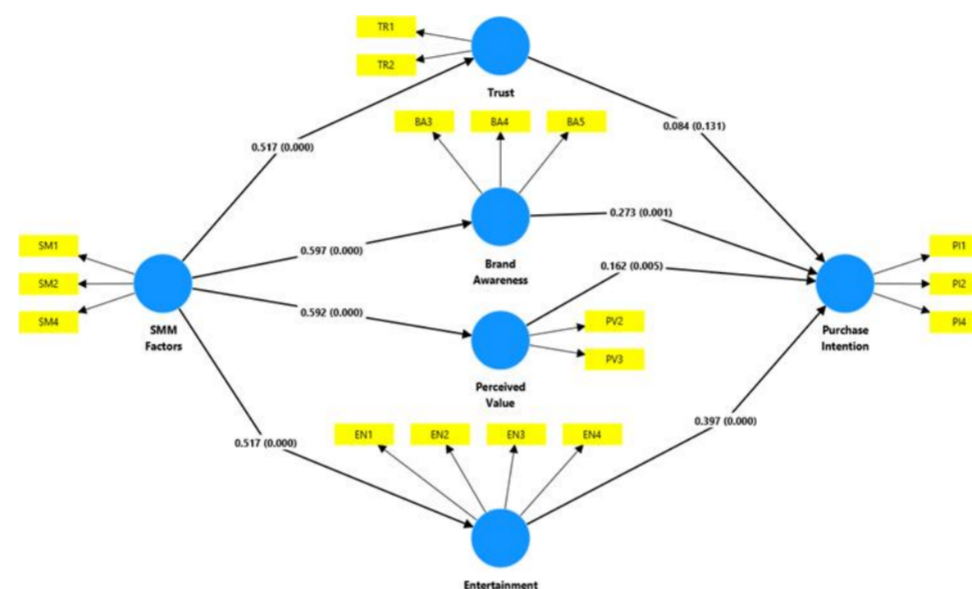 TR1
TR2
Trust
BA3
BA4
BA5
0.084 (0.131)
0.517 (0.000)
0.273 (0.001)
SM1
SM2
SM4
0.597 (0.000)
Brand
Awareness
0.162 (0.005)
PI1
PI2
PI4
SMM
Factors
0.592 (0.000)
PV2
PV3
Purchase
Intention
Perceived
Value
0.397 (0.000)
EN1
EN2
EN3
EN4
0.517 (0.000)
Entertainment